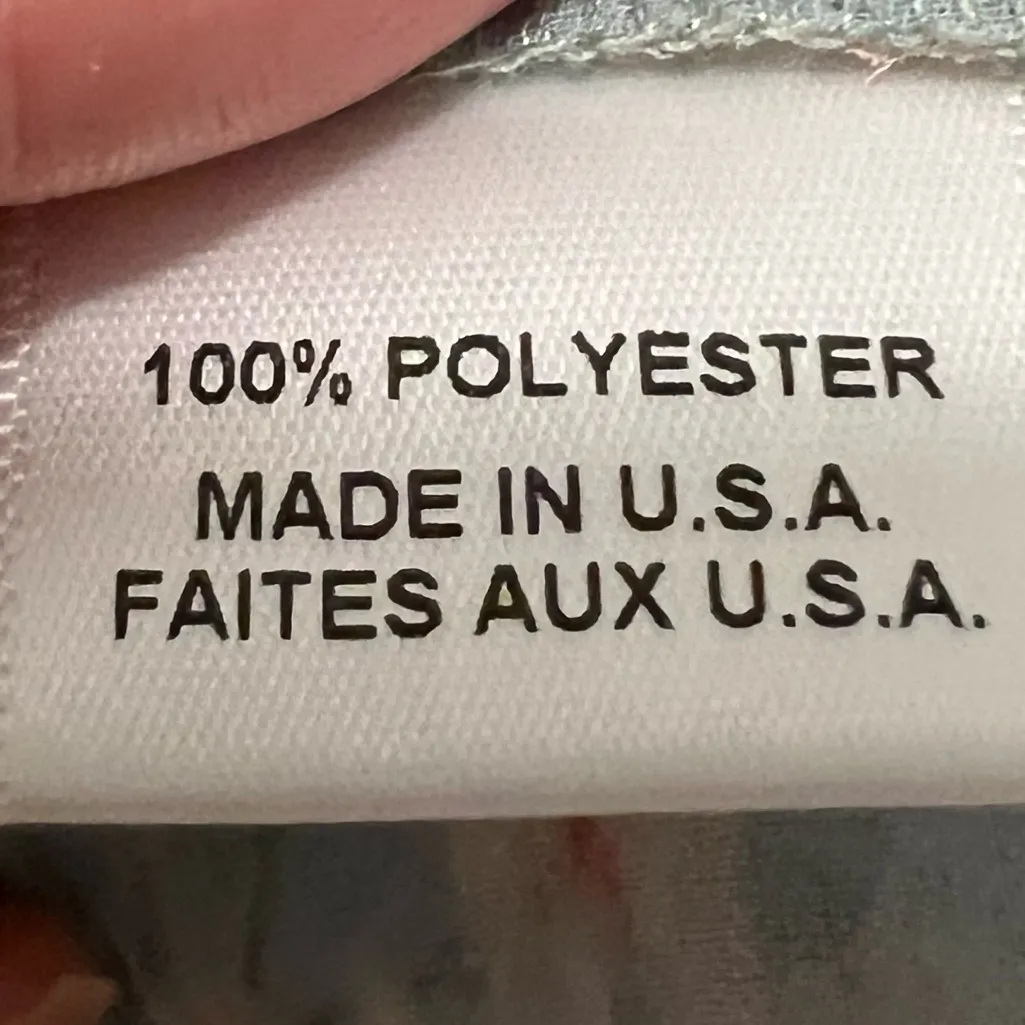 100% POLYESTER
MADE IN U.S.A.
FAITES AUX U.S.A.